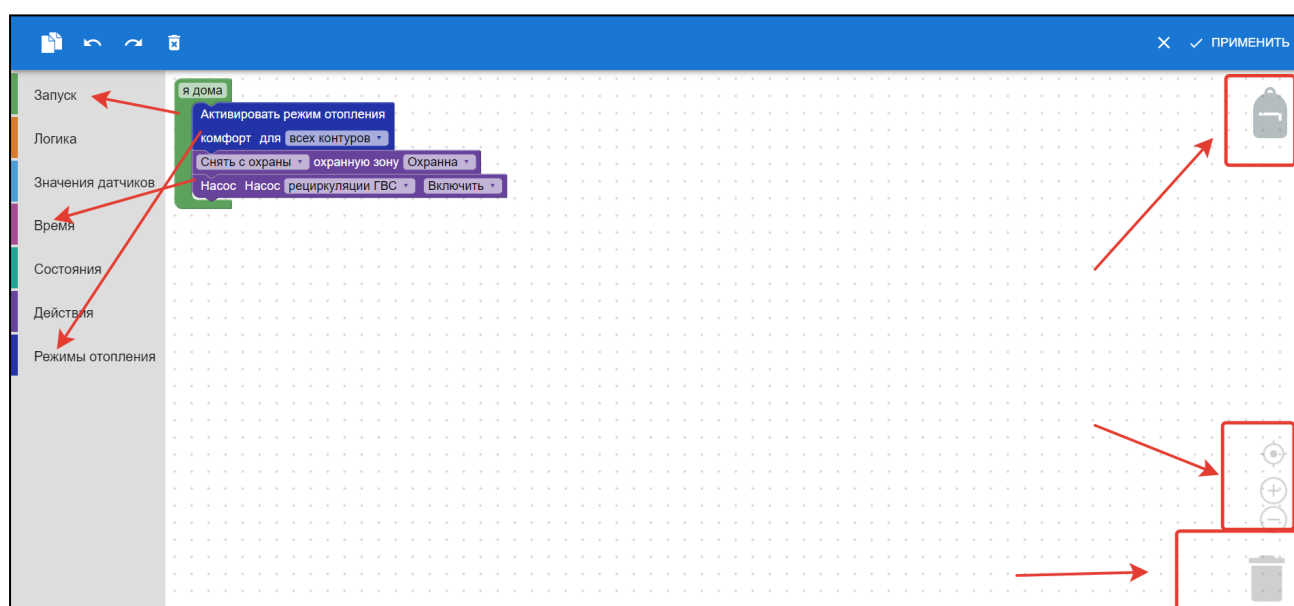 ПРИМЕНИТЬ
Запуск
Логика
Значения датчиков
Время
Состояния
Действия
Режимы отопления
я дома
Активировать режим отопления
комфорт для всех контуров
Снять с охраны охранную зону Охранна
Насос Насос рециркуляции ГВС Включить